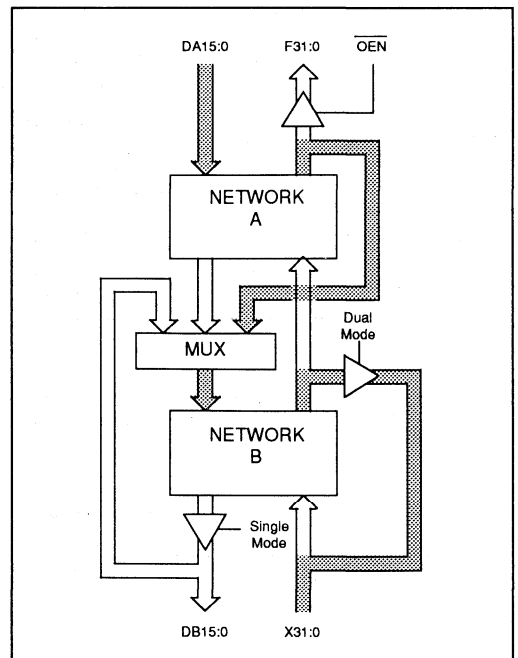 DA15:0 F31:0 OEN
NETWORK
A
Dual
Mode
MUX
NETWORK
B
Single
Mode
DB15:0 X31:0